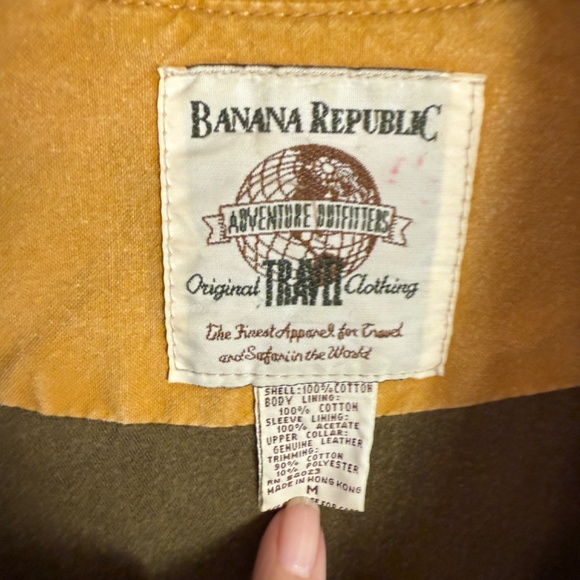 BANANA REPUBLIC
ADVENTURE OUTFITTERS
Original TRAVEL Clothing
The Finest Apparel for Travel
and Safari in the World
SHELL: 100% COTTON
BODY LINING:
100% COTTON
SLEEVE LINING:
100% ACETATE
UPPER COLLAR:
GENUINE LEATHER
TRIMMING:
90% COTTON
10% POLYESTER
RN 54023
MADE IN HONG KONG
M